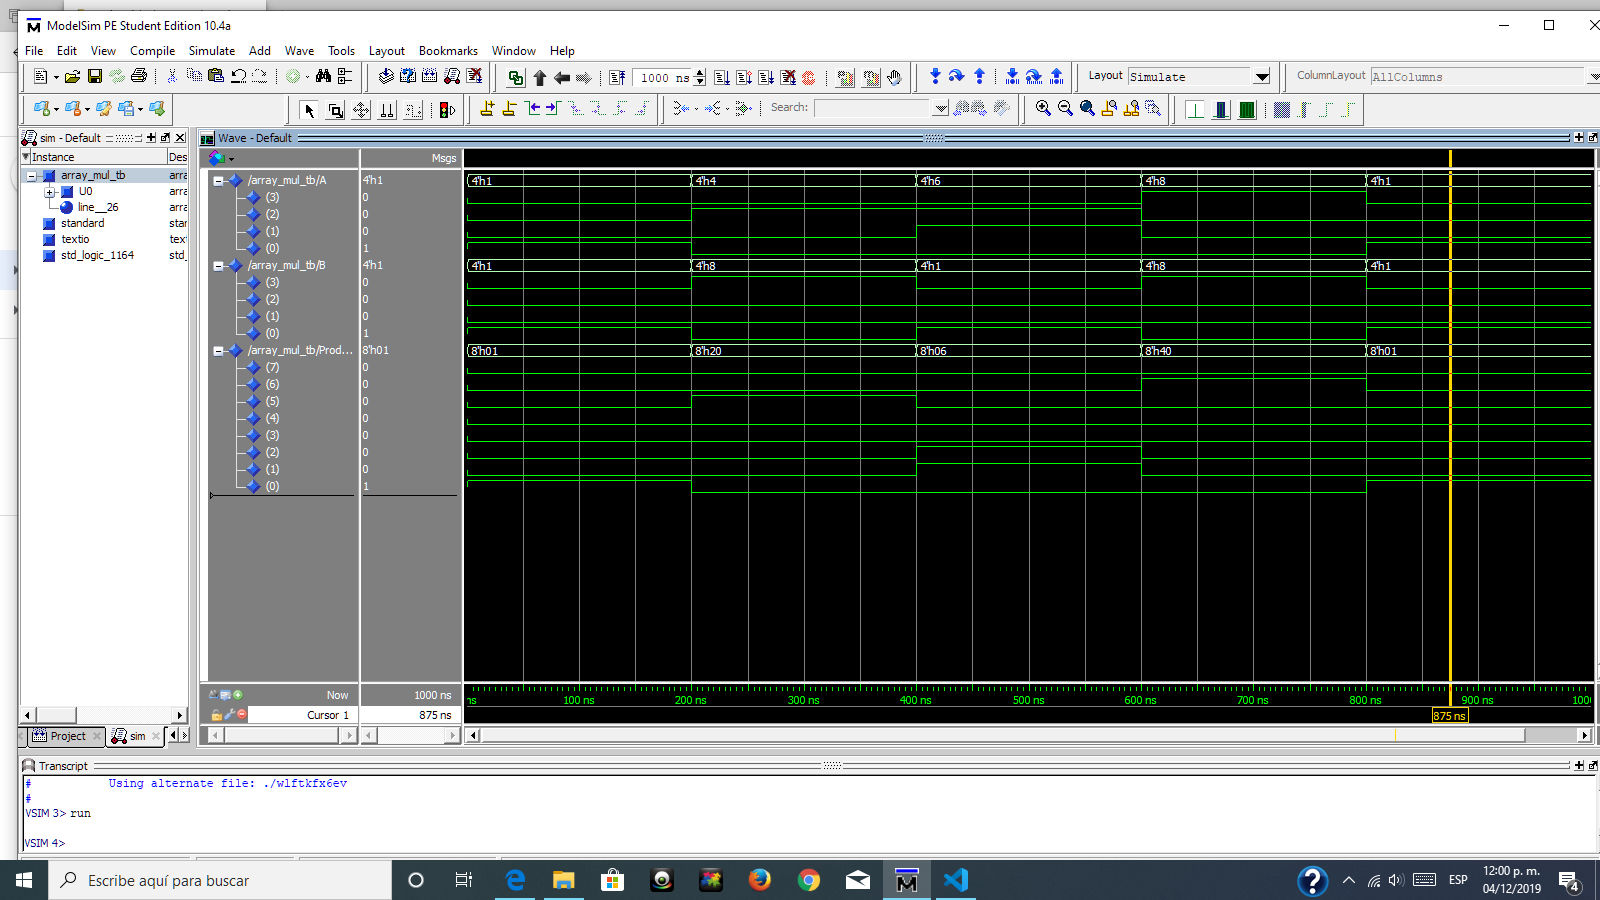 ModelSim PE Student Edition 10.4a
File Edit View Compile Simulate Add Wave Tools Layout Bookmarks Window Help
1000 ns
Layout Simulate
ColumnLayout AllColumns
Search:
sim - Default
Wave - Default
Instance Des
Msgs
array_mul_tb arra
U0 arra
line__26 arra
standard star
textio text
std_logic_1164 std_
/array_mul_tb/A 4'h1 4'h1 4'h4 4'h6 4'h8 4'h1
(3) 0
(2) 0
(1) 0
(0) 1
/array_mul_tb/B 4'h1 4'h1 4'h8 4'h1 4'h8 4'h1
(3) 0
(2) 0
(1) 0
(0) 1
/array_mul_tb/Prod... 8'h01 8'h01 8'h20 8'h06 8'h40 8'h01
(7) 0
(6) 0
(5) 0
(4) 0
(3) 0
(2) 0
(1) 0
(0) 1
Now 1000 ns
ns 100 ns 200 ns 300 ns 400 ns 500 ns 600 ns 700 ns 800 ns 900 ns 100
Cursor 1 875 ns
875 ns
Project sim
Transcript
# Using alternate file: ./wlftkfx6ev
#
VSIM 3> run
VSIM 4>
Escribe aquí para buscar
ESP
12:00 p. m.
04/12/2019
4